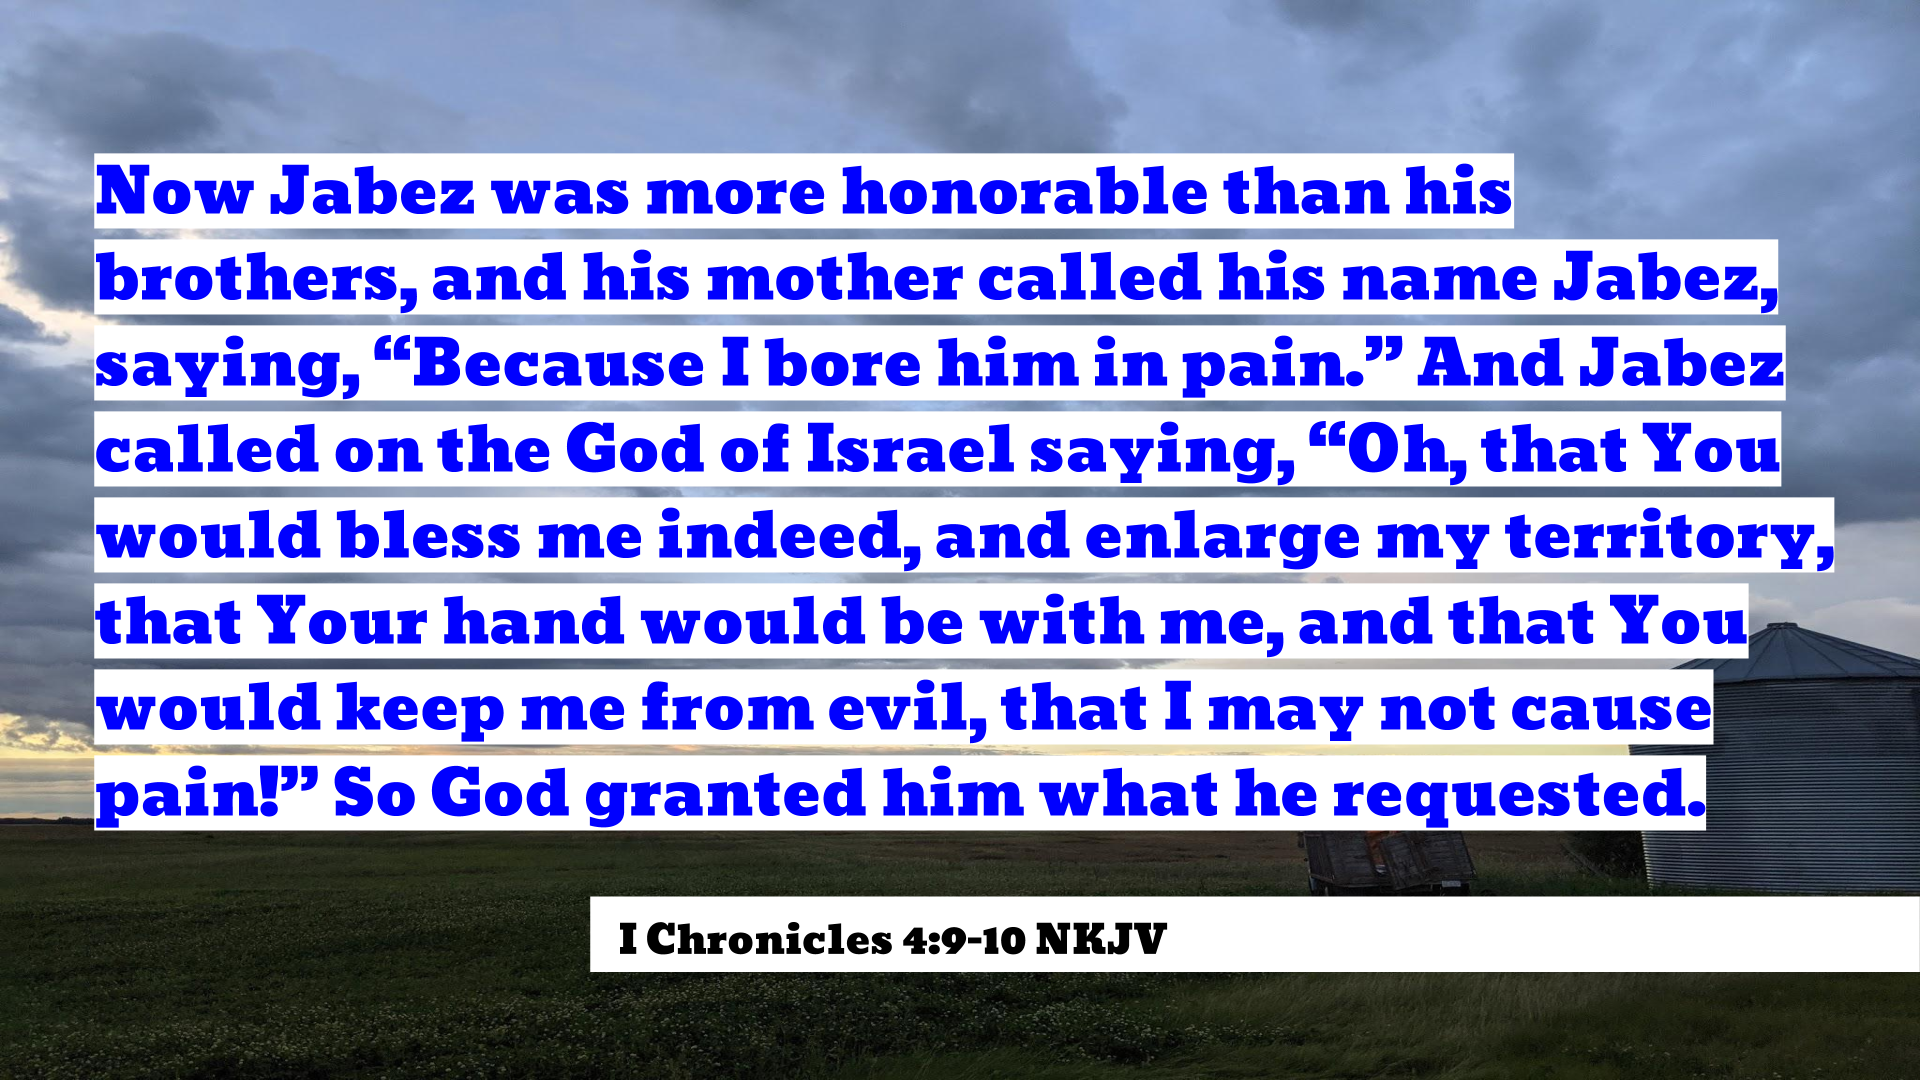 Now Jabez was more honorable than his
brothers, and his mother called his name Jabez,
saying, “Because I bore him in pain.” And Jabez
called on the God of Israel saying, “Oh, that You
would bless me indeed, and enlarge my territory,
that Your hand would be with me, and that You
would keep me from evil, that I may not cause
pain!” So God granted him what he requested.
I Chronicles 4:9-10 NKJV